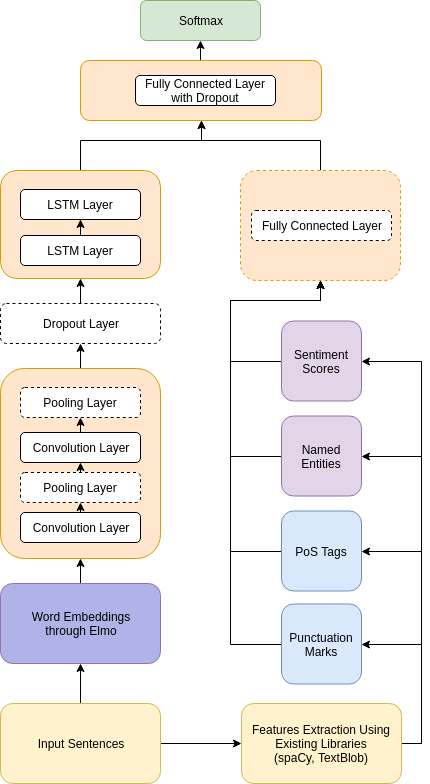 Softmax
Fully Connected Layer
with Dropout
LSTM Layer
LSTM Layer
Fully Connected Layer
Dropout Layer
Pooling Layer
Convolution Layer
Pooling Layer
Convolution Layer
Sentiment
Scores
Named
Entities
PoS Tags
Punctuation
Marks
Word Embeddings
through Elmo
Input Sentences
Features Extraction Using
Existing Libraries
(spaCy, TextBlob)